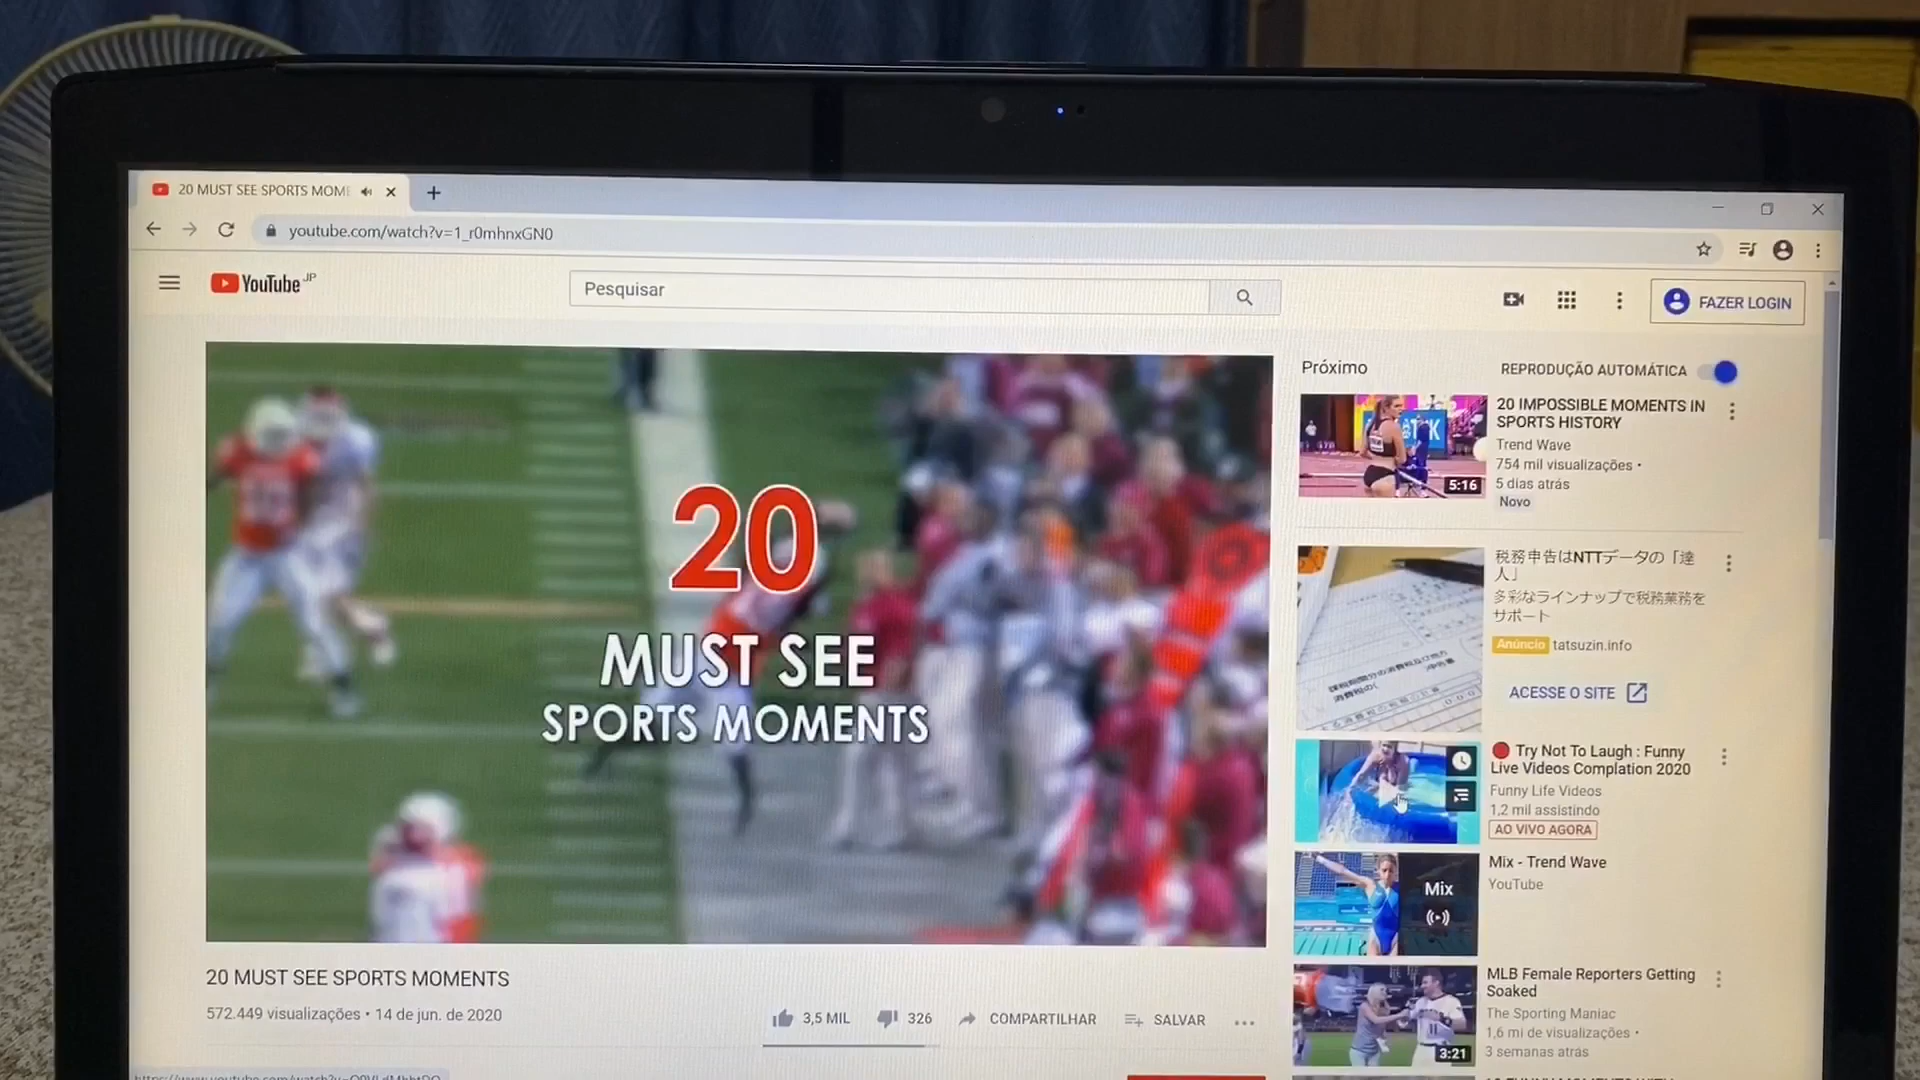 20 MUST SEE SPORTS MOM
youtube.com/watch?v=1_r0mhnxGN0
YouTube JP
Pesquisar
FAZER LOGIN
20
MUST SEE
SPORTS MOMENTS
20 MUST SEE SPORTS MOMENTS
572.449 visualizações • 14 de jun. de 2020
3,5 MIL
326
COMPARTILHAR
SALVAR
Próximo
REPRODUÇÃO AUTOMÁTICA
20 IMPOSSIBLE MOMENTS IN
SPORTS HISTORY
Trend Wave
754 mil visualizações •
5 dias atrás
Novo
5:16
税務申告はNTTデータの「達
人」
多彩なラインナップで税務業務を
サポート
Anúncio tatsuzin.info
ACESSE O SITE
Try Not To Laugh : Funny
Live Videos Complation 2020
Funny Life Videos
1,2 mil assistindo
AO VIVO AGORA
Mix
Mix - Trend Wave
YouTube
MLB Female Reporters Getting
Soaked
The Sporting Maniac
1,6 mi de visualizações •
3 semanas atrás
3:21